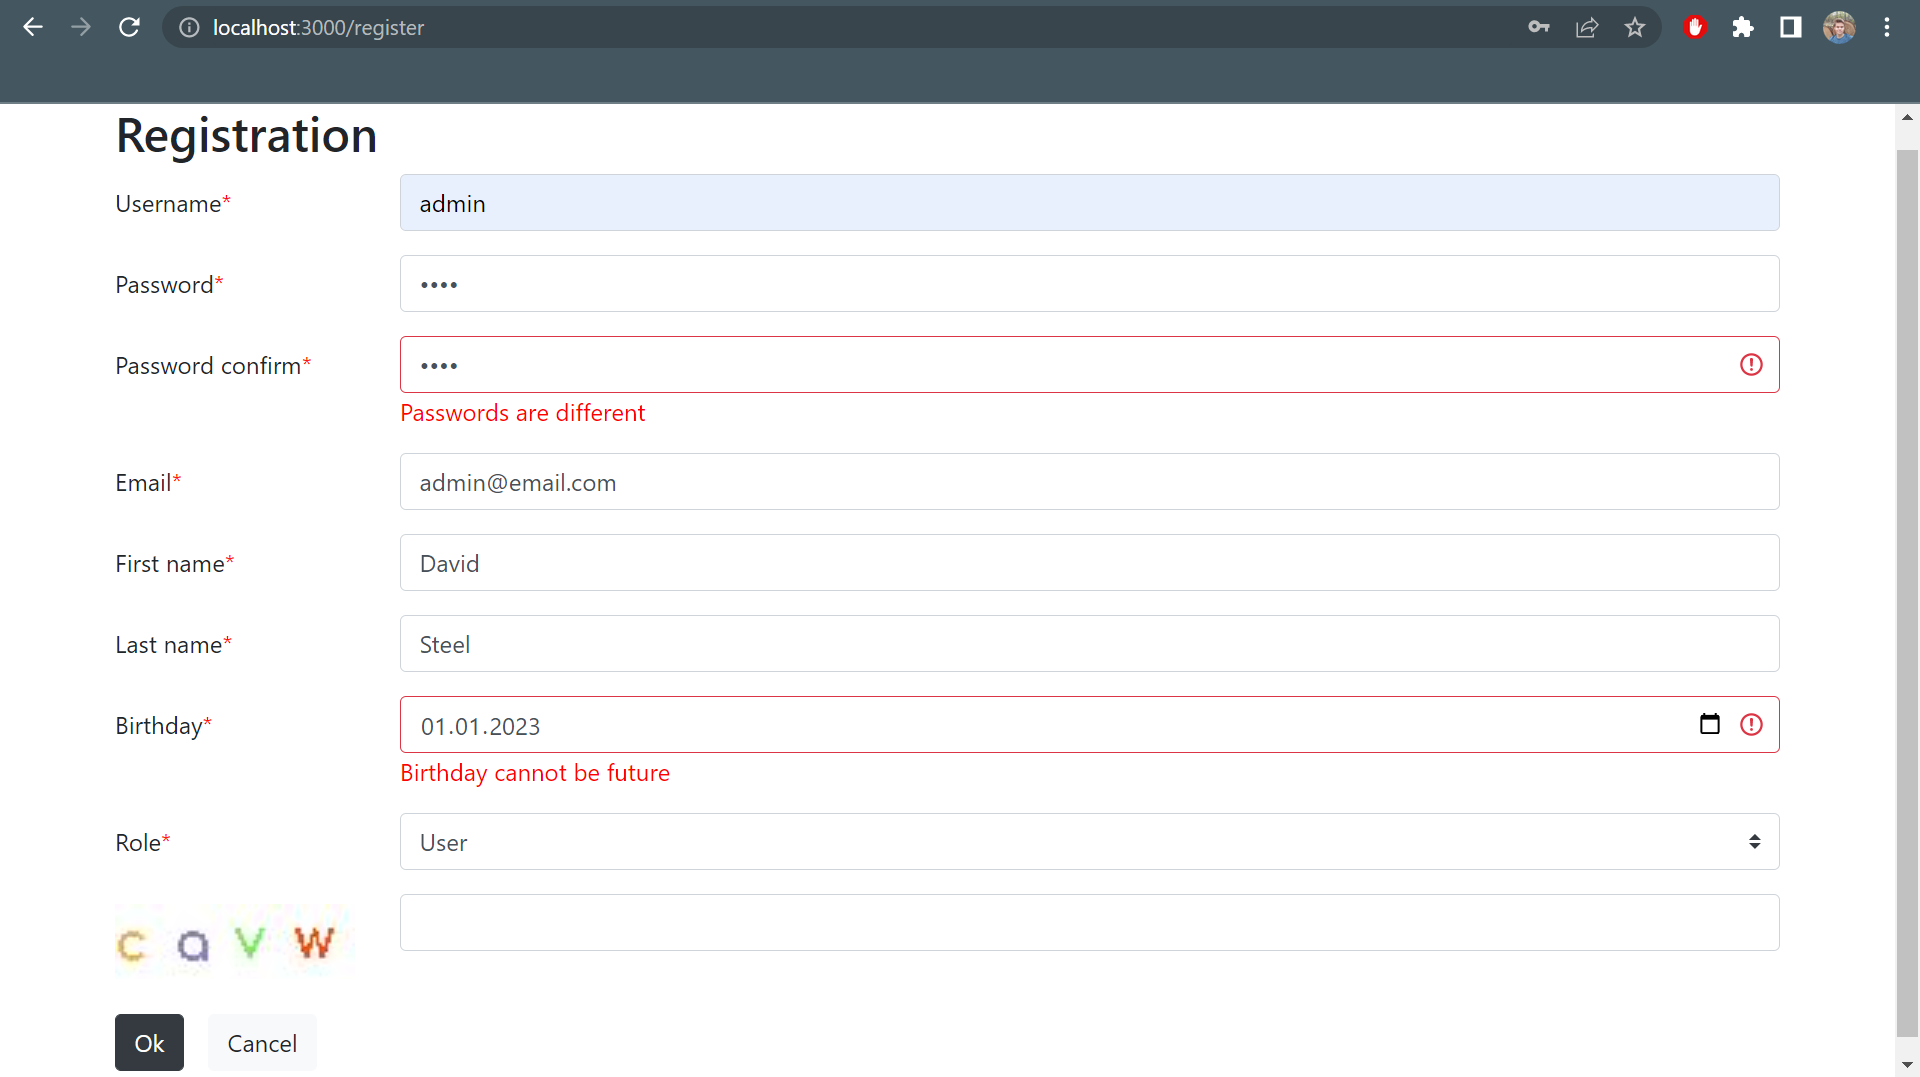 localhost:3000/register
Registration
Username* admin
Password* ••••
Password confirm* ••••
Passwords are different
Email* admin@email.com
First name* David
Last name* Steel
Birthday* 01.01.2023
Birthday cannot be future
Role* User
c a v w
Ok Cancel